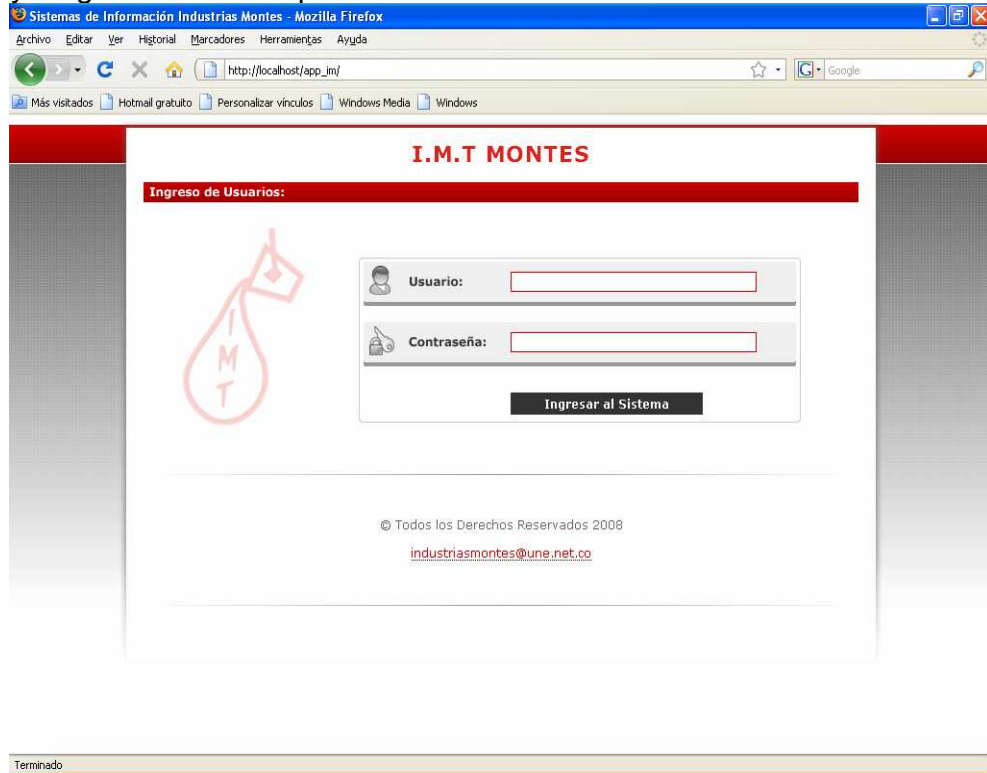 Sistemas de Información Industrias Montes - Mozilla Firefox
Archivo Editar Ver Historial Marcadores Herramientas Ayuda
http://localhost/app_im/ G Google
Más visitados Hotmail gratuito Personalizar vínculos Windows Media Windows
I.M.T MONTES
Ingreso de Usuarios:
Usuario:
Contraseña:
I
M
T
Ingresar al Sistema
© Todos los Derechos Reservados 2008
industriasmontes@une.net.co
Terminado